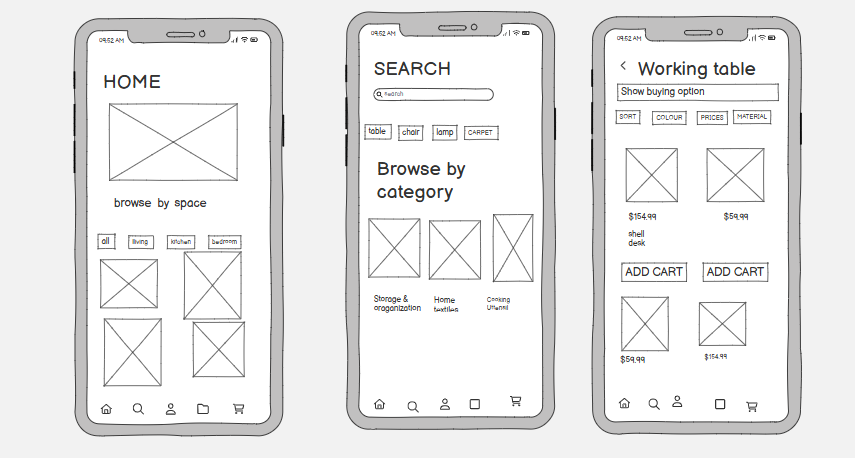 09:52 AM
HOME
browse by space
all living kitchen bedroom
09:52 AM
SEARCH
search
table chair lamp CARPET
Browse by
category
Storage & Home Cooking
oraganization textiles Uttensil
09:52 AM
Working table
Show buying option
SORT COLOUR PRICES MATERIAL
$154.99 $59.99
shell
desk
ADD CART ADD CART
$59.99 $154.99